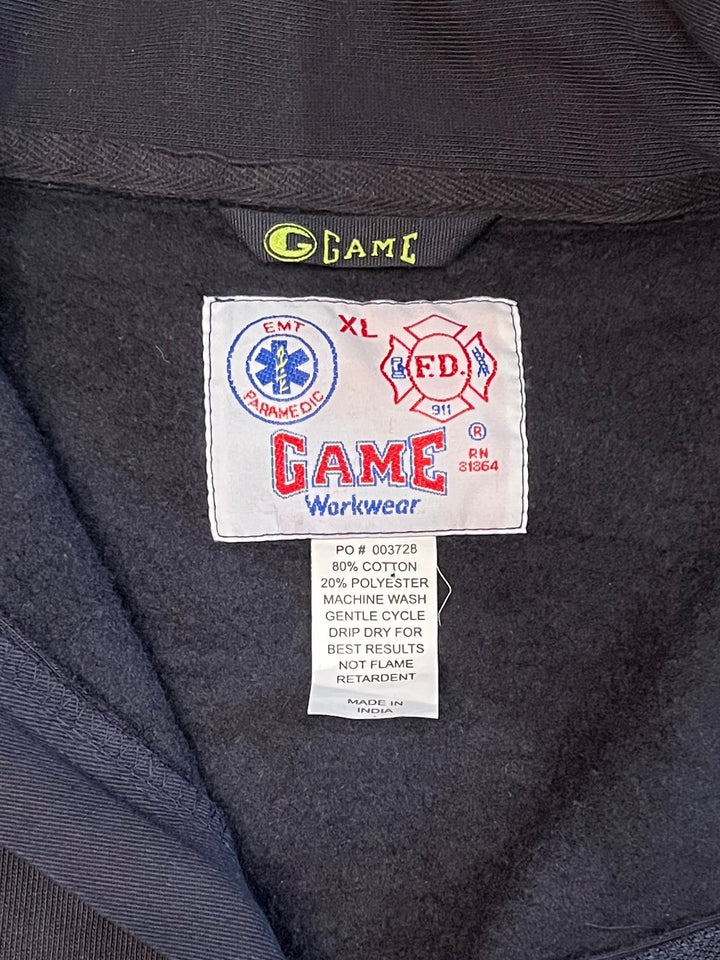 G GAME
EMT
PARAMEDIC
XL
F.D.
911
GAME ®
Workwear
RN
31364
PO # 003728
80% COTTON
20% POLYESTER
MACHINE WASH
GENTLE CYCLE
DRIP DRY FOR
BEST RESULTS
NOT FLAME
RETARDENT
MADE IN
INDIA